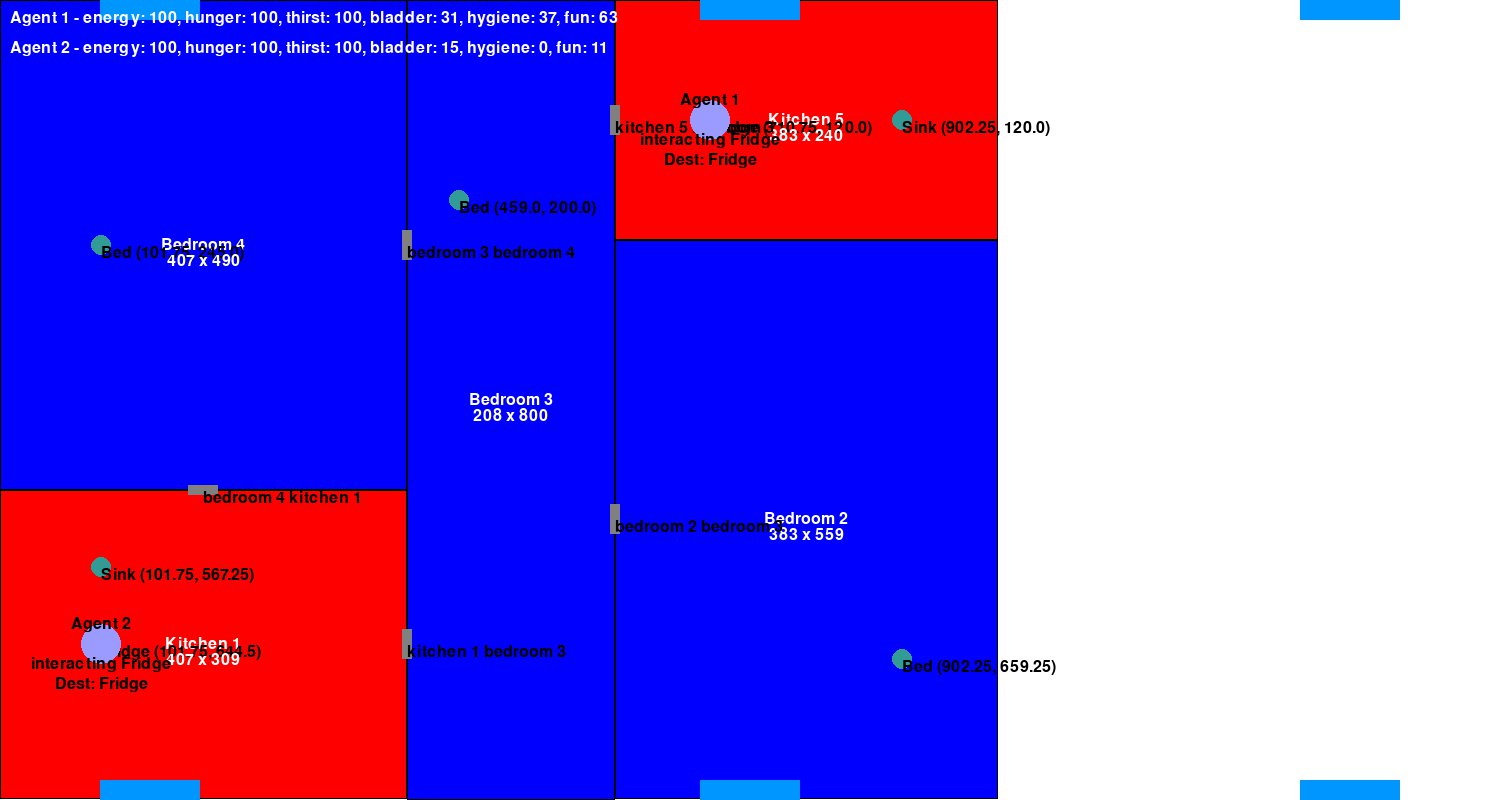 Agent 1 - energy: 100, hunger: 100, thirst: 100, bladder: 31, hygiene: 37, fun: 63
Agent 2 - energy: 100, hunger: 100, thirst: 100, bladder: 15, hygiene: 0, fun: 11
Agent 1
kitchen 5
Kitchen 5
383 x 240
Sink (902.25, 120.0)
interacting Fridge
Dest: Fridge
Bed (459.0, 200.0)
Bedroom 4
407 x 490
Bed
bedroom 3 bedroom 4
Bedroom 3
208 x 800
bedroom 4 kitchen 1
Bedroom 2
383 x 559
bedroom 2 bedroom
Sink (101.75, 567.25)
Agent 2
Kitchen 1
407 x 309
kitchen 1 bedroom 3
interacting Fridge
Dest: Fridge
Bed (902.25, 659.25)